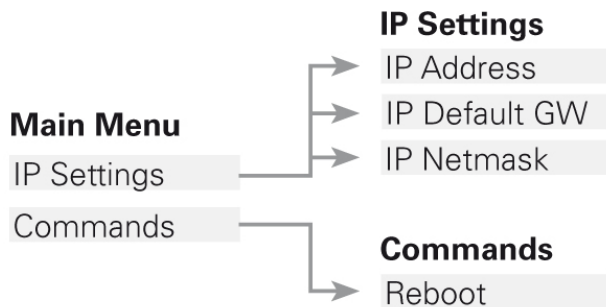 Main Menu
IP Settings
Commands
IP Settings
IP Address
IP Default GW
IP Netmask
Commands
Reboot